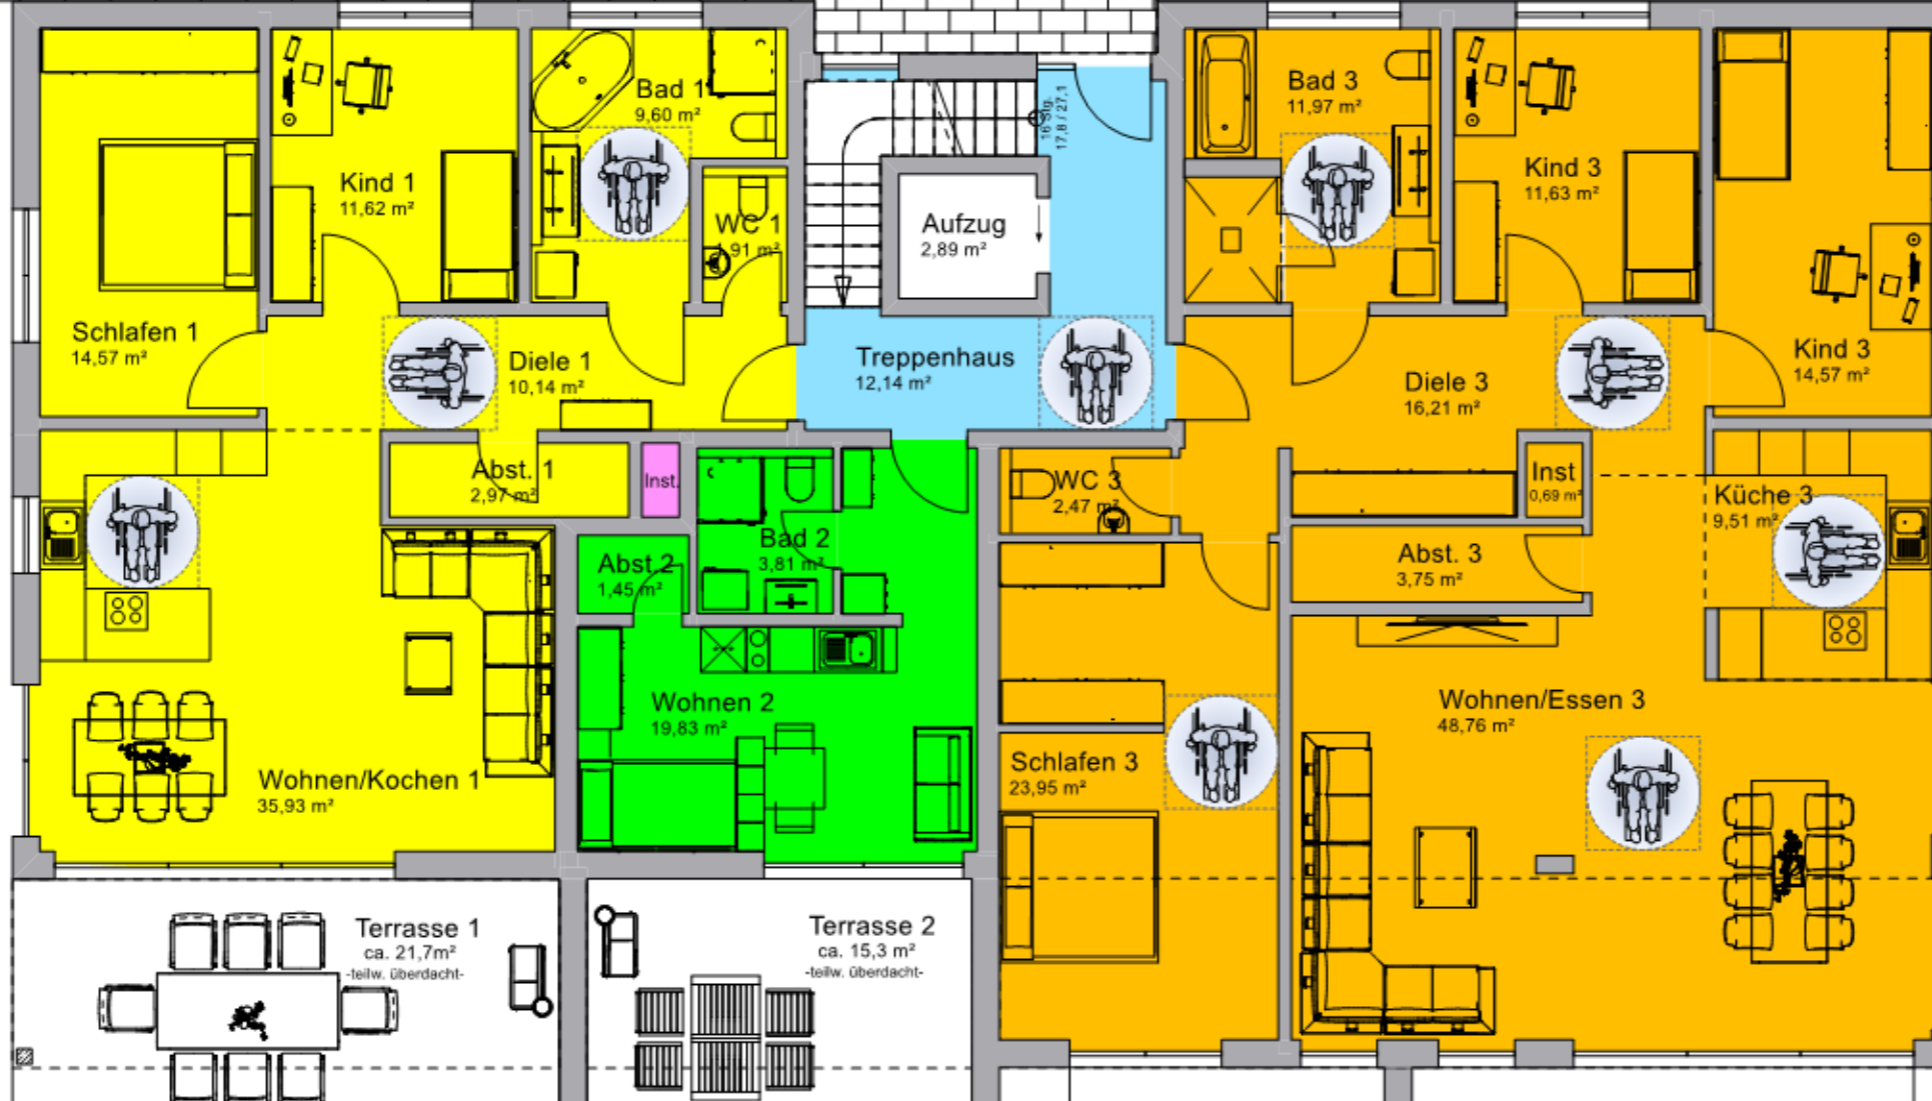 Bad 1
9,60 m²
16 Stg.
17,8 / 27,1
Bad 3
11,97 m²
Kind 1
11,62 m²
Kind 3
11,63 m²
WC 1
1,91 m²
Aufzug
2,89 m²
Schlafen 1
14,57 m²
Diele 1
10,14 m²
Treppenhaus
12,14 m²
Diele 3
16,21 m²
Kind 3
14,57 m²
Abst. 1
2,97 m²
Inst.
WC 3
2,47 m²
Inst
0,69 m²
Küche 3
9,51 m²
Bad 2
3,81 m²
Abst.2
1,45 m²
Abst. 3
3,75 m²
Wohnen 2
19,83 m²
Wohnen/Essen 3
48,76 m²
Schlafen 3
23,95 m²
Wohnen/Kochen 1
35,93 m²
Terrasse 1
ca. 21,7m²
-teilw. überdacht-
Terrasse 2
ca. 15,3 m²
-teilw. überdacht-